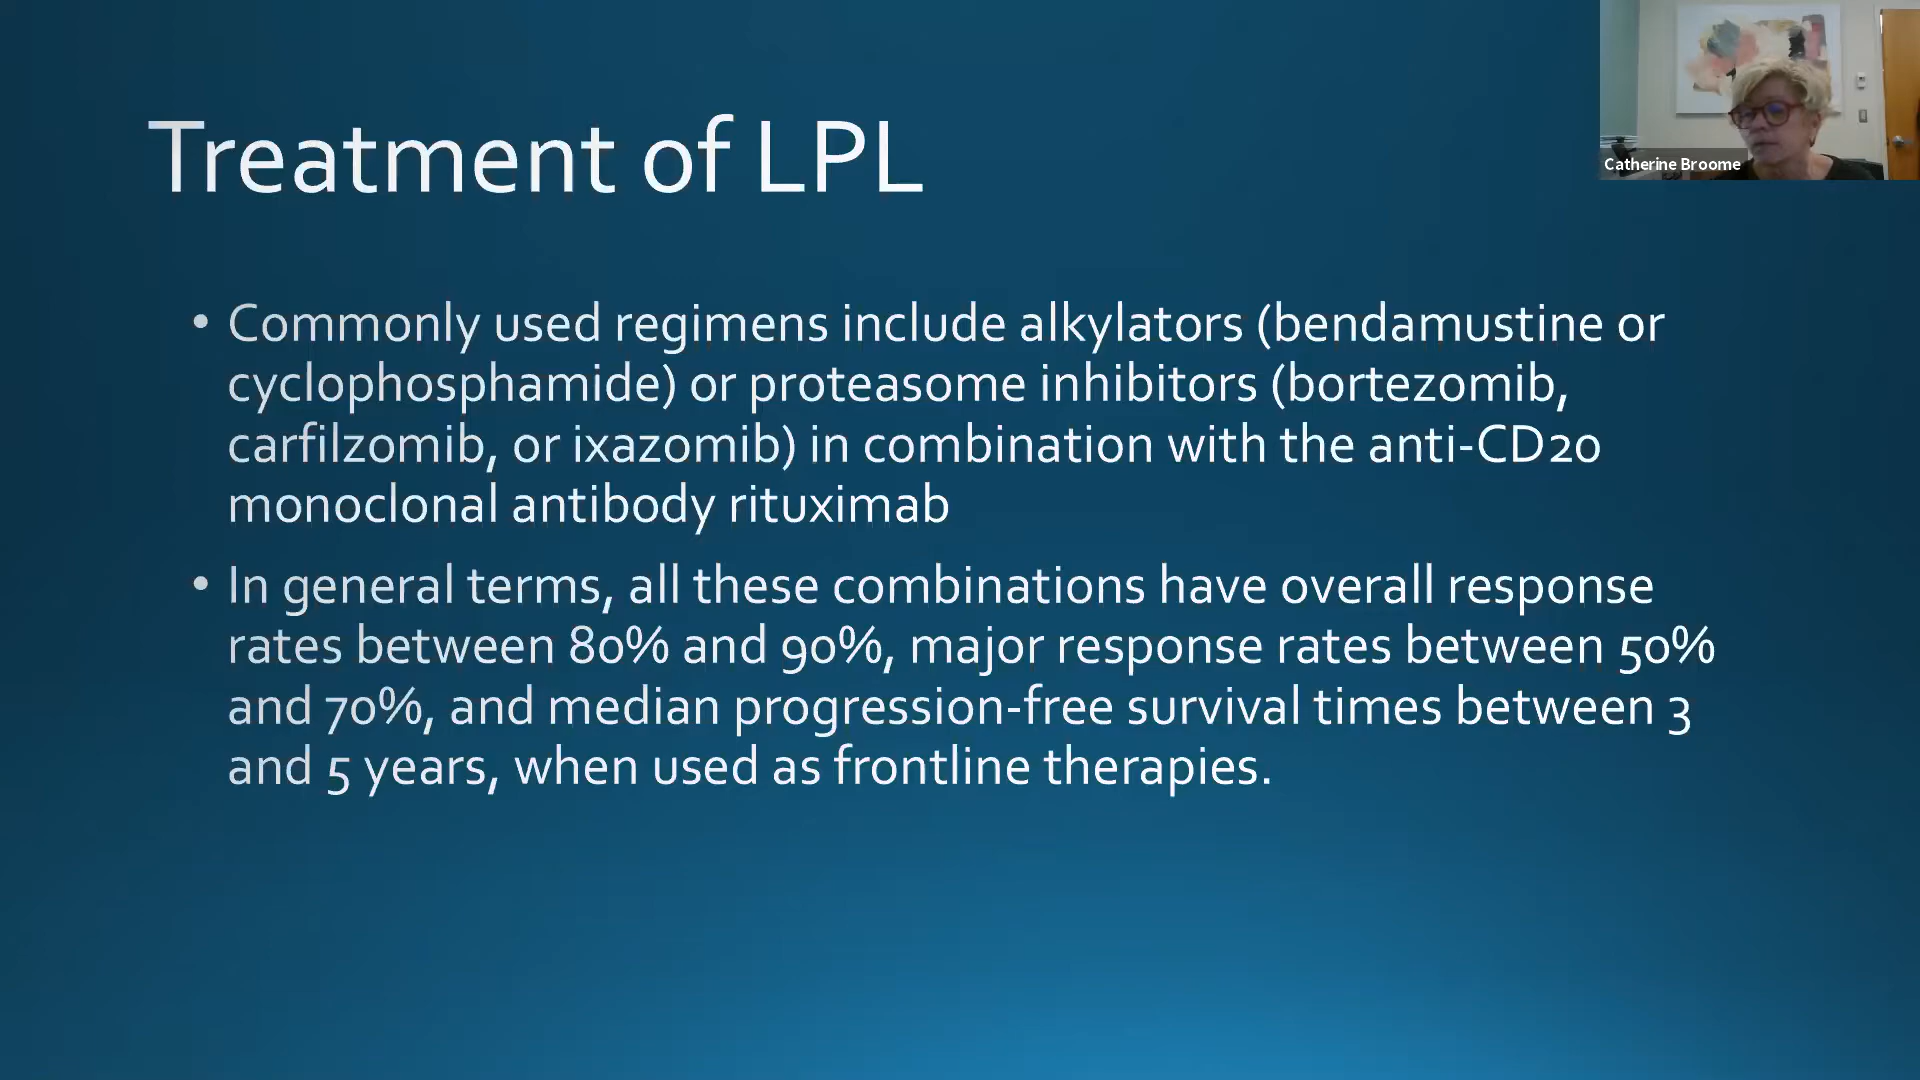 Treatment of LPL
Catherine Broome
• Commonly used regimens include alkylators (bendamustine or
cyclophosphamide) or proteasome inhibitors (bortezomib,
carfilzomib, or ixazomib) in combination with the anti-CD20
monoclonal antibody rituximab
• In general terms, all these combinations have overall response
rates between 80% and 90%, major response rates between 50%
and 70%, and median progression-free survival times between 3
and 5 years, when used as frontline therapies.